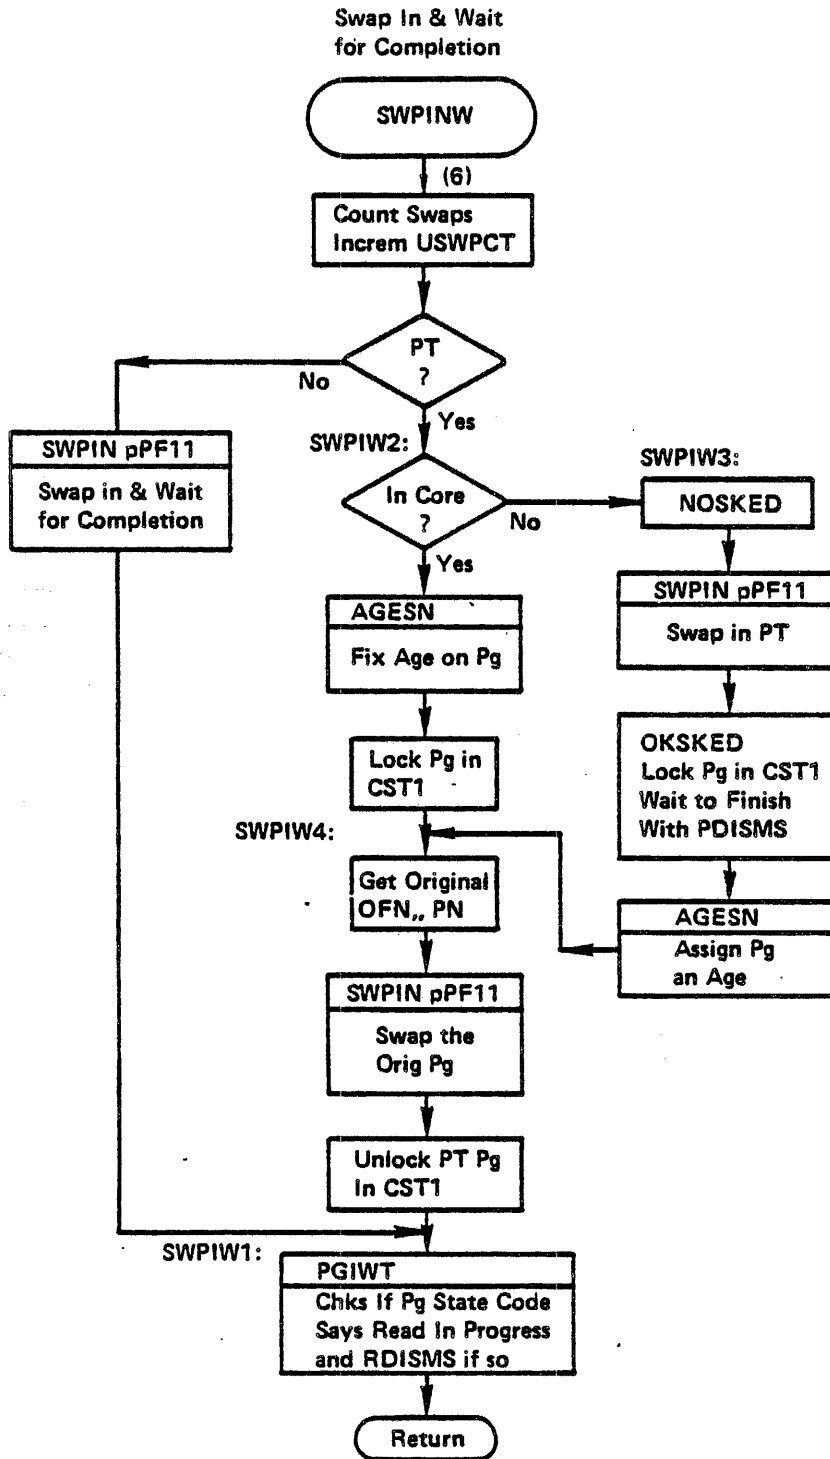 Swap In & Wait
for Completion
SWPINW
(6)
Count Swaps
Increm USWPCT
PT
?
No
Yes
SWPIN pPF11
Swap in & Wait
for Completion
SWPIW2:
In Core
?
No
Yes
SWPIW3:
NOSKED
SWPIN pPF11
Swap in PT
OKSKED
Lock Pg in CST1
Wait to Finish
With PDISMS
AGESN
Assign Pg
an Age
AGESN
Fix Age on Pg
Lock Pg in
CST1
SWPIW4:
Get Original
OFN,, PN
SWPIN pPF11
Swap the
Orig Pg
Unlock PT Pg
In CST1
SWPIW1:
PGIWT
Chks If Pg State Code
Says Read In Progress
and RDISMS if so
Return